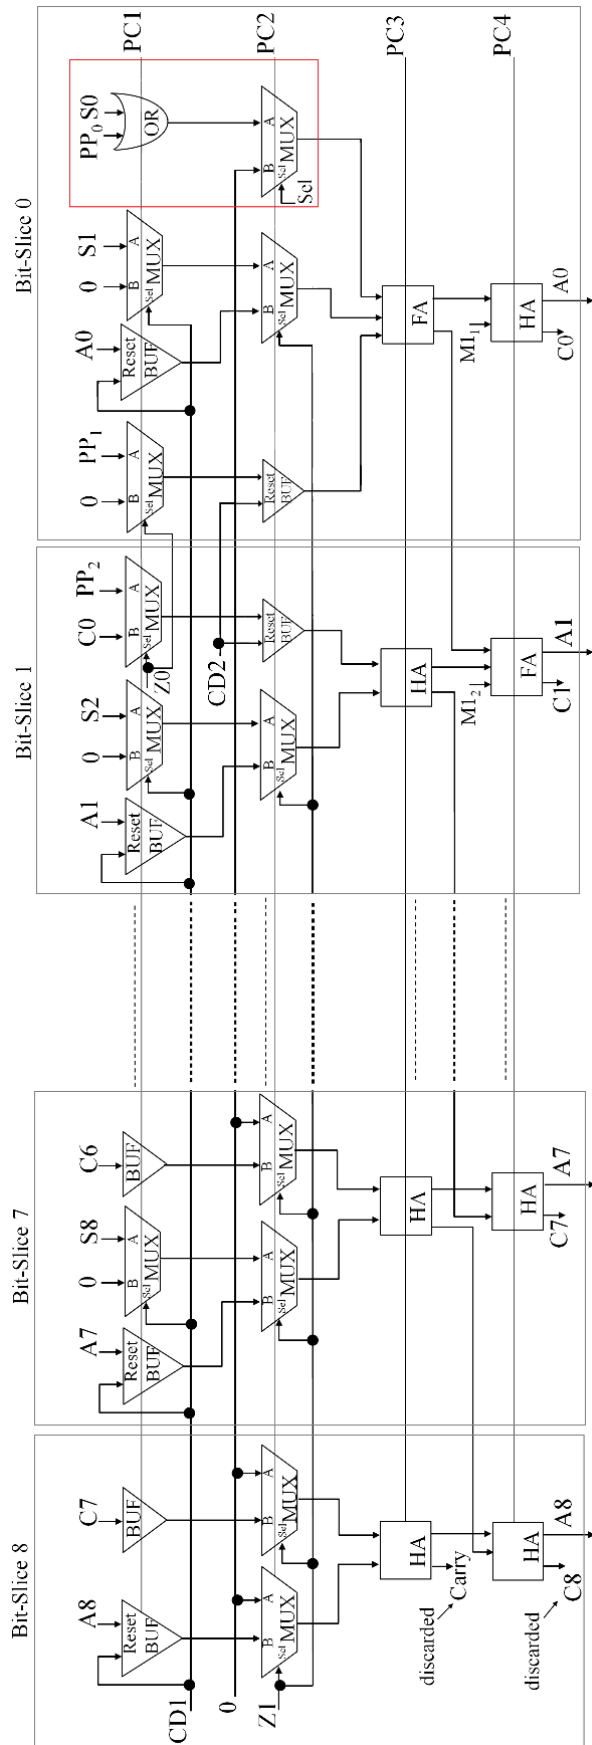 Bit-Slice 8 Bit-Slice 7 Bit-Slice 1 Bit-Slice 0
A8 C7 A7 0 S8 C6 A1 0 S2 C0 PP₂ 0 PP₁ A0 0 S1 PP₀ S0
Reset BUF
BUF
Reset BUF
B A Sel MUX
BUF
Reset BUF
B A Sel MUX
B A Sel MUX
B A Sel MUX
Reset BUF
B A Sel MUX
OR
PC1
Z0
CD1
CD2
0
B A Sel MUX
B A Sel MUX
B A Sel MUX
B A Sel MUX
B A Sel MUX
Reset BUF
Reset BUF
B A Sel MUX
B A Sel MUX
PC2
Z1
Sel
HA HA HA FA PC3
discarded Carry
M1₂ M1₁
HA HA FA HA PC4
discarded C8 A8 C7 A7 C1 A1 C0 A0